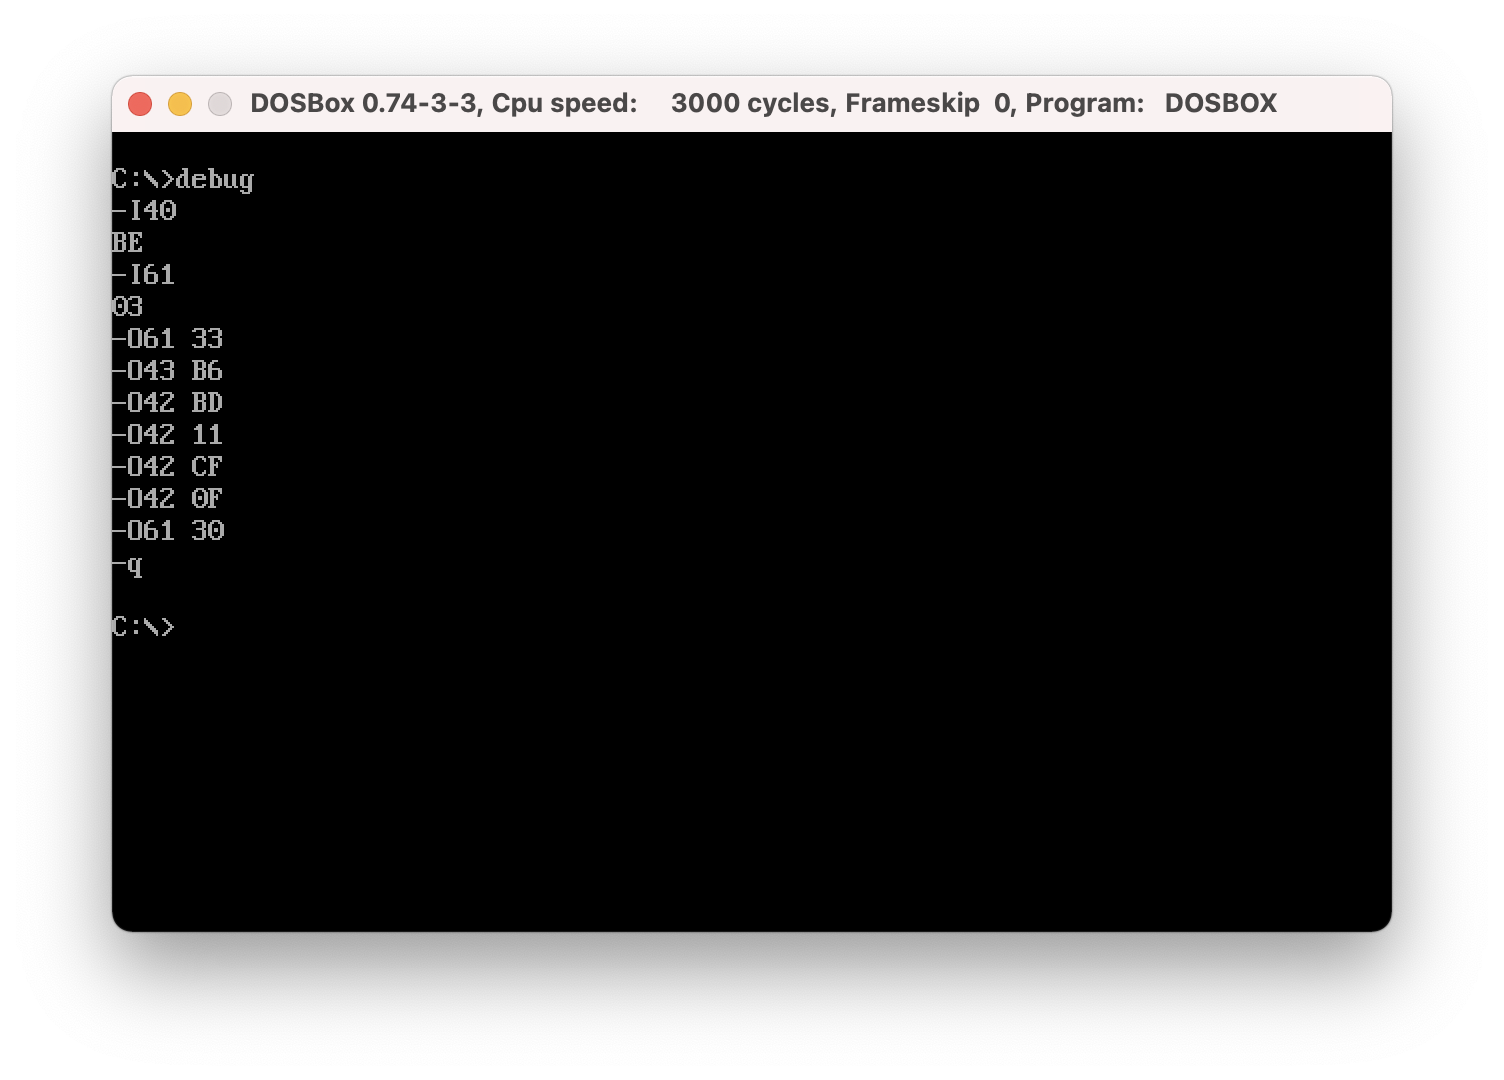 DOSBox 0.74-3-3, Cpu speed: 3000 cycles, Frameskip 0, Program: DOSBOX
C:\>debug
-I40
BE
-I61
03
-O61 33
-O43 B6
-O42 BD
-O42 11
-O42 CF
-O42 0F
-O61 30
-q
C:\>